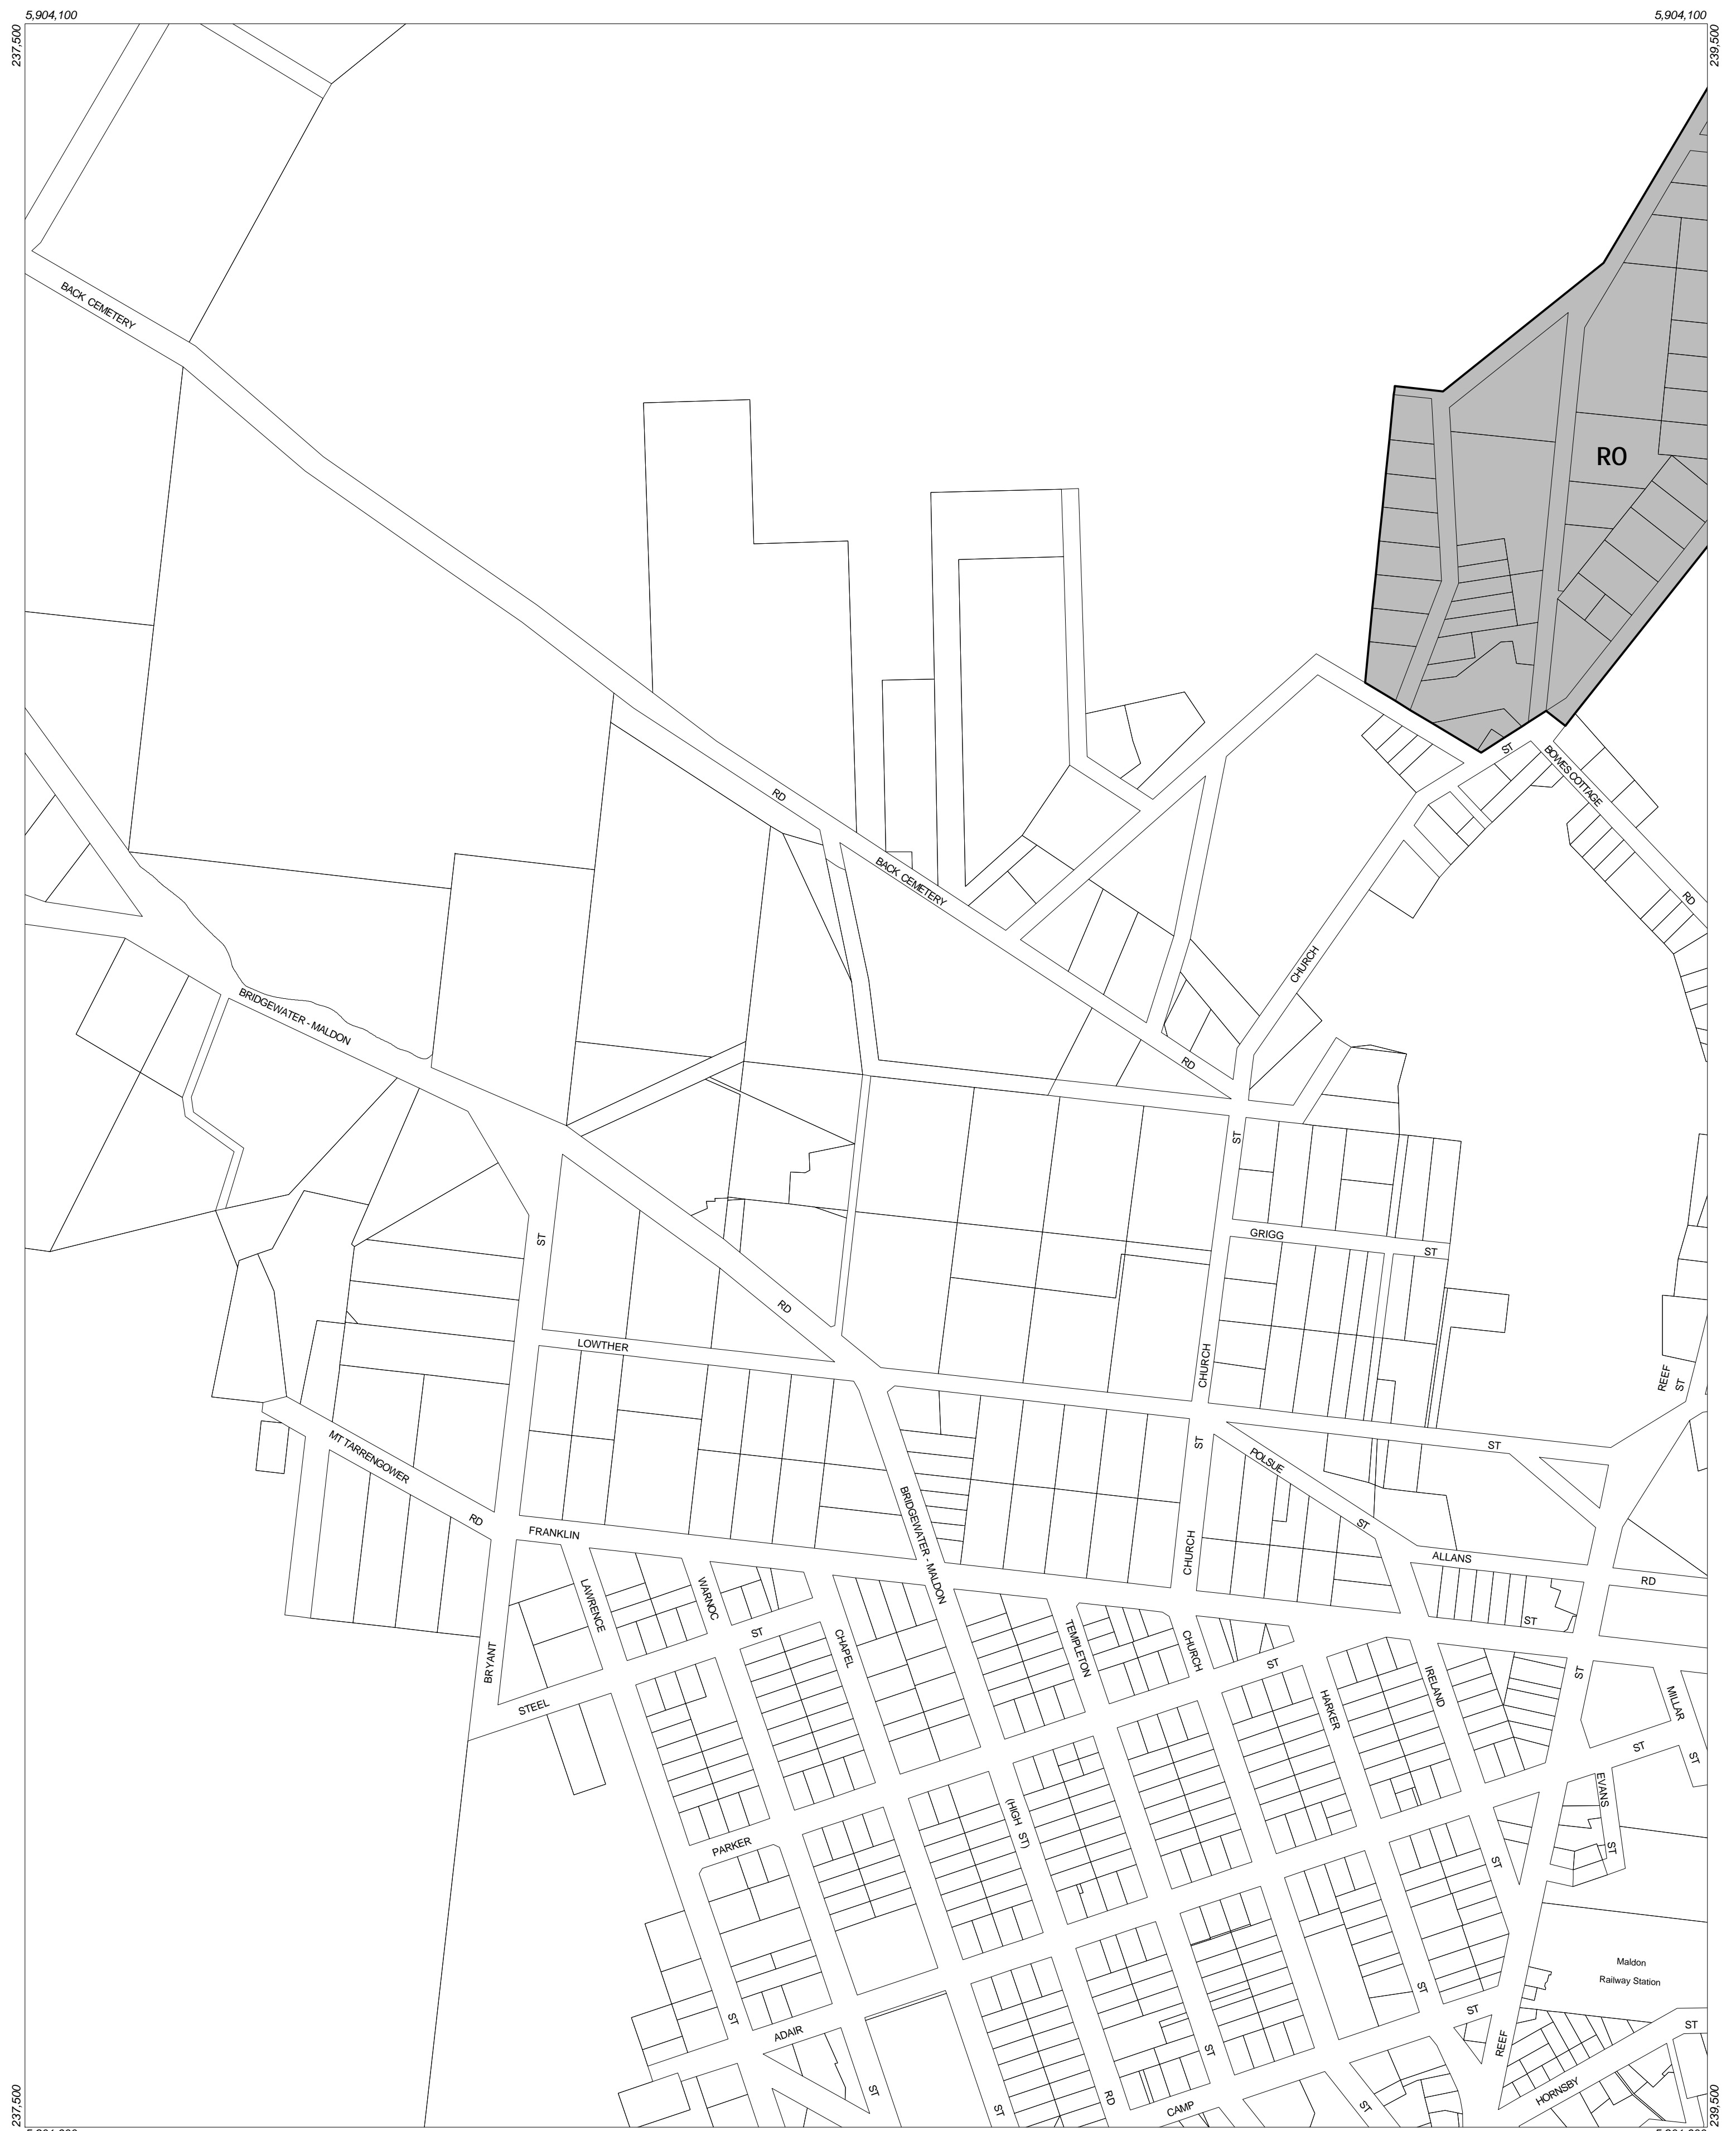 5,904,100
5,904,100
237,500
239,500
BACK CEMETERY
RO
ST
BOWES COTTAGE
RD
BACK CEMETERY
RD
CHURCH
BRIDGEWATER - MALDON
RD
ST
ST
GRIGG
ST
RD
LOWTHER
CHURCH
REEF
ST
MT TARRENGOWER
ST
POLSUE
ST
BRIDGEWATER - MALDON
RD
FRANKLIN
ST
CHURCH
ALLANS
RD
LAWRENCE
WARNOC
ST
CHAPEL
TEMPLETON
CHURCH
ST
ST
BRYANT
STEEL
HARKER
IRELAND
ST
MILLAR
ST
ST
EVANS
(HIGH ST)
PARKER
ST
ST
Maldon
Railway Station
ST
ST
ST
ADAIR
ST
REEF
ST
ST
HORNSBY
RD
ST
CAMP
ST
237,500
239,500